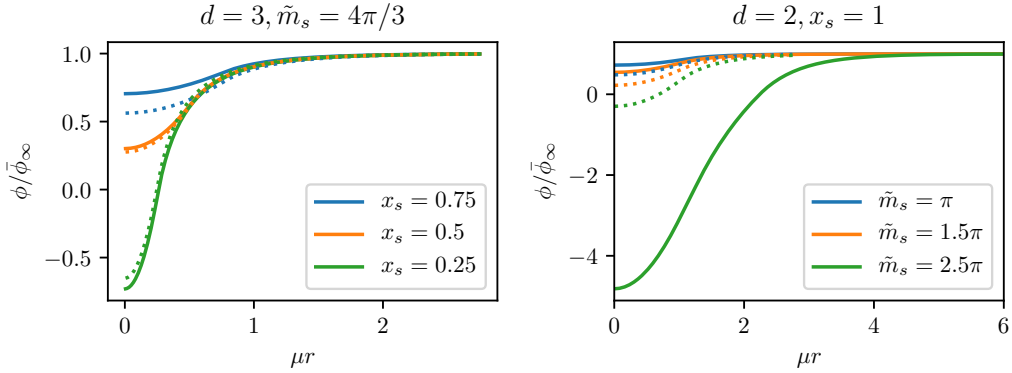 d = 3, m̃_s = 4π/3
1.0
0.5
0.0
−0.5
ϕ/ϕ̄_∞
x_s = 0.75
x_s = 0.5
x_s = 0.25
0 1 2
μr
d = 2, x_s = 1
0
−2
−4
ϕ/ϕ̄_∞
m̃_s = π
m̃_s = 1.5π
m̃_s = 2.5π
0 2 4 6
μr